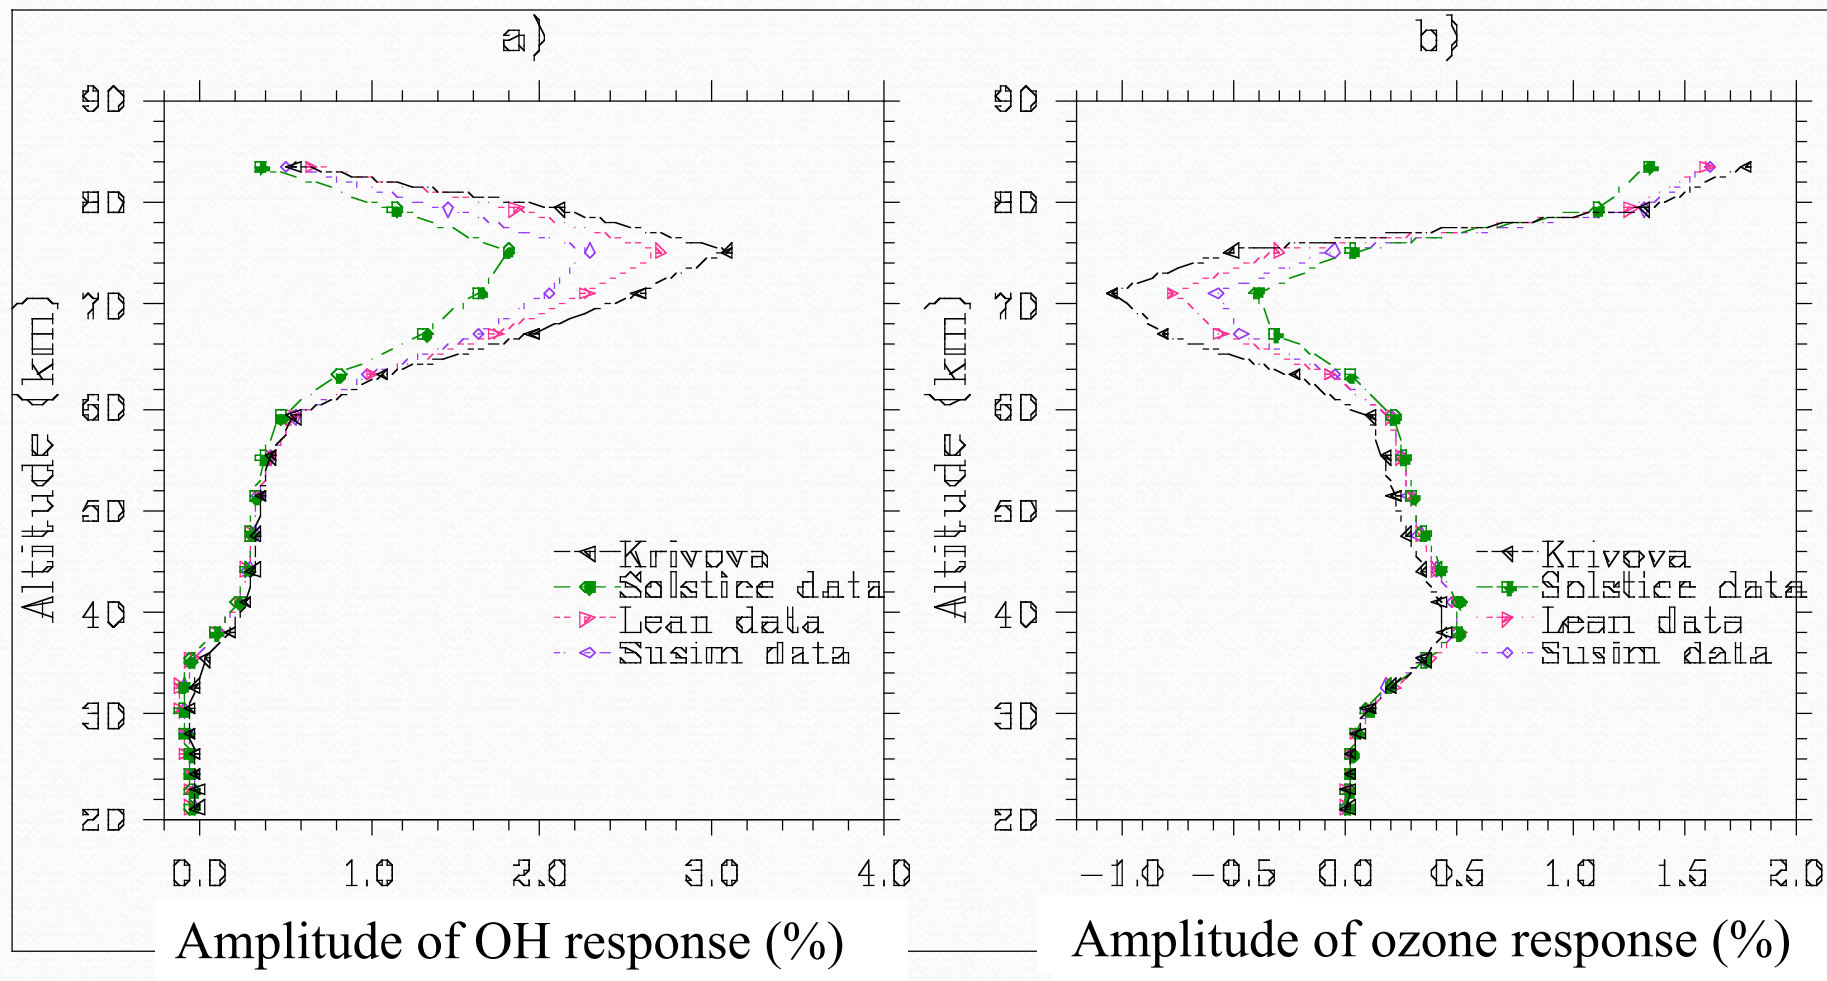 a)
90
80
70
60
50
40
30
20
Altitude (km)
0.0 1.0 2.0 3.0 4.0
Krivova
Solstice data
Lean data
Susim data
Amplitude of OH response (%)
b)
90
80
70
60
50
40
30
20
Altitude (km)
-1.0 -0.5 0.0 0.5 1.0 1.5 2.0
Krivova
Solstice data
Lean data
Susim data
Amplitude of ozone response (%)